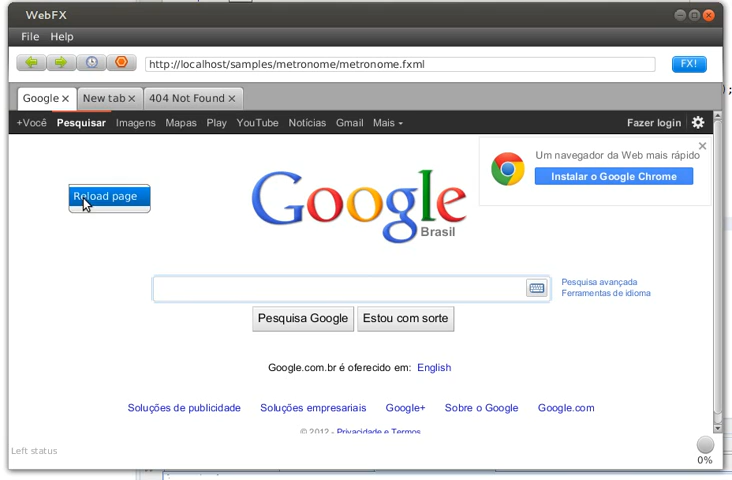 WebFX
File Help
http://localhost/samples/metronome/metronome.fxml FX!
Google New tab 404 Not Found
+Você Pesquisar Imagens Mapas Play YouTube Notícias Gmail Mais Fazer login
Um navegador da Web mais rápido
Instalar o Google Chrome
Reload page
Google
Brasil
Pesquisa avançada
Ferramentas de idioma
Pesquisa Google Estou com sorte
Google.com.br é oferecido em: English
Soluções de publicidade Soluções empresariais Google+ Sobre o Google Google.com
© 2012 - Privacidade e Termos
Left status
0%